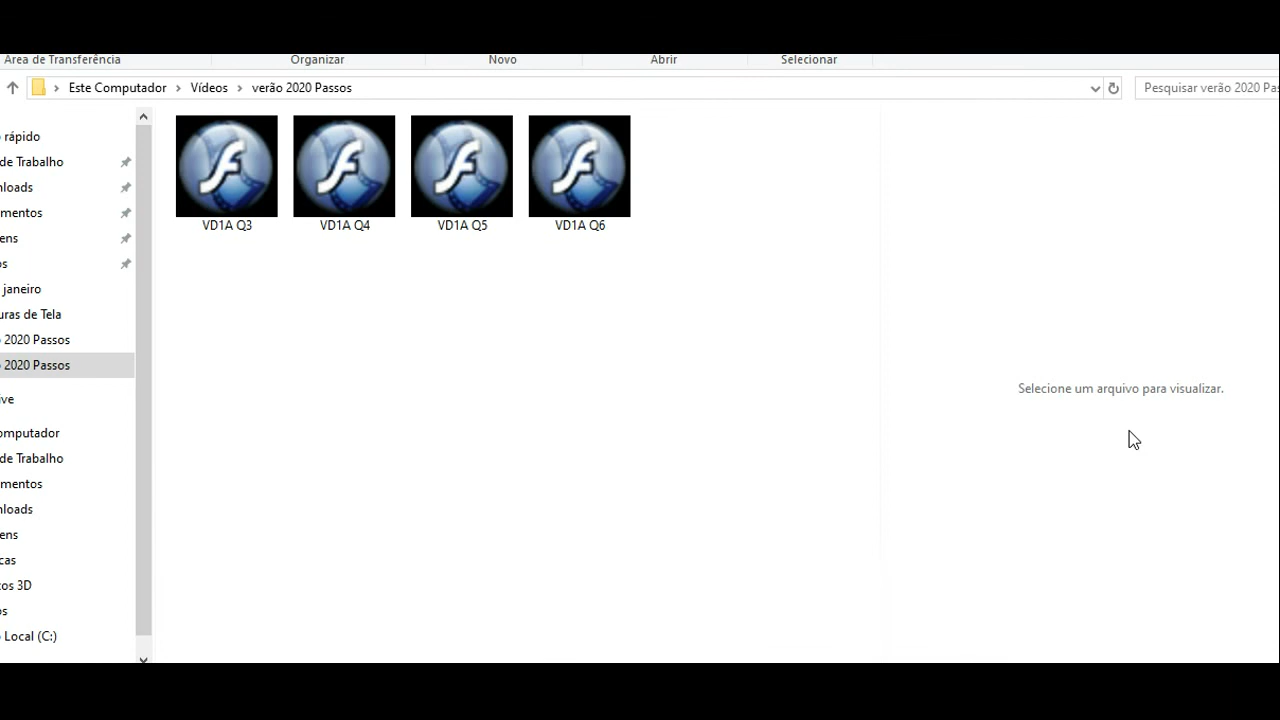 Área de Transferência
Organizar
Novo
Abrir
Selecionar
Este Computador > Vídeos > verão 2020 Passos
Pesquisar verão 2020 Pas
rápido
de Trabalho
nloads
mentos
ens
os
janeiro
uras de Tela
2020 Passos
2020 Passos
ive
omputador
de Trabalho
mentos
nloads
ens
cas
tos 3D
os
Local (C:)
VD1A Q3
VD1A Q4
VD1A Q5
VD1A Q6
Selecione um arquivo para visualizar.